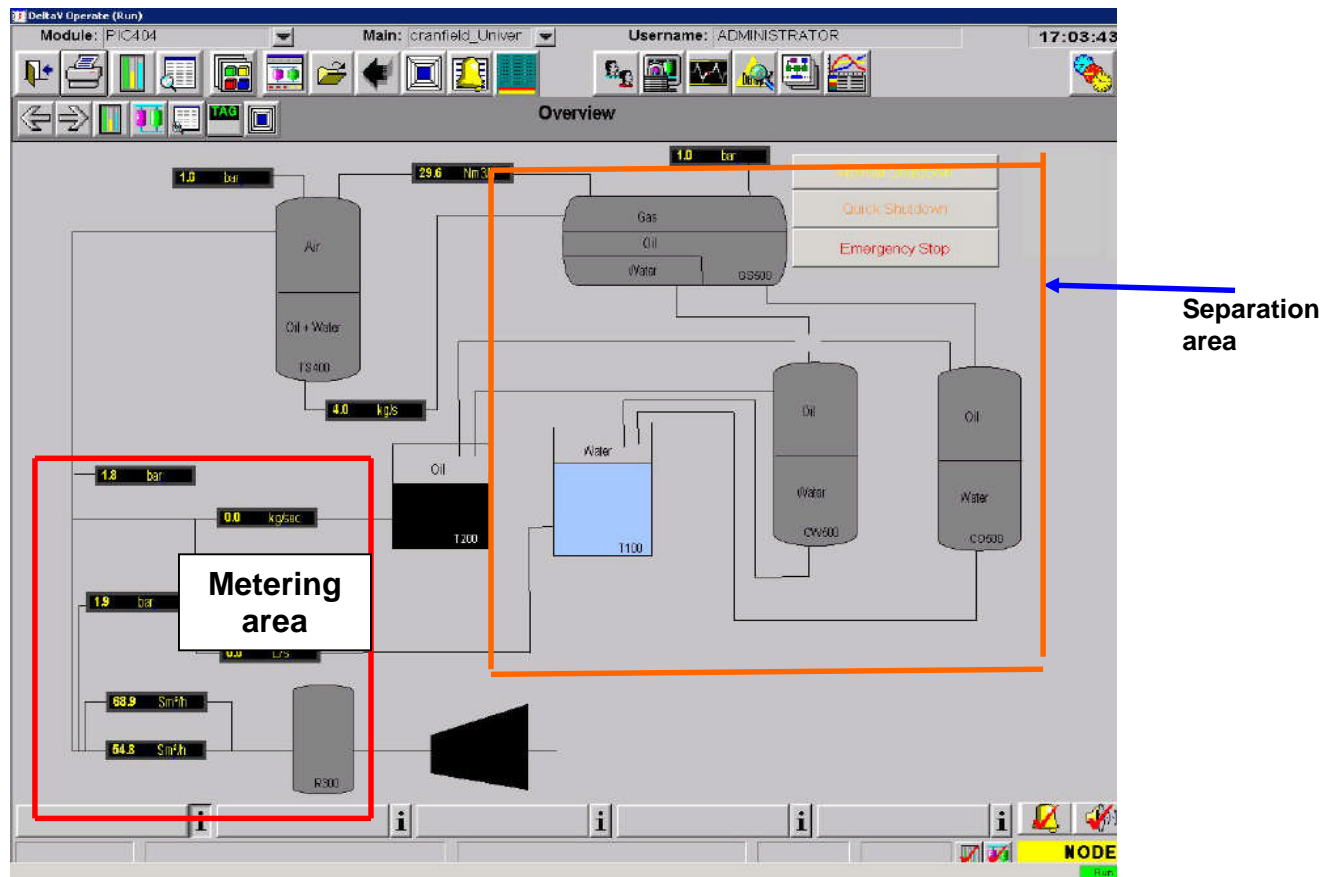 DeltaV Operate (Run)
Module: PIC404 Main: cranfield_Univer Username: ADMINISTRATOR 17:03:43
TAG
Overview
1.0 bar
1.0 bar
29.6 Nm3/
Quick Shutdown
Emergency Stop
Gas
Oil
Water
GS500
Air
Oil + Water
TS400
4.0 kg/s
Separation
area
Oil
Water
CW500
Oil
Water
CO500
Oil
T200
Water
T100
1.8 bar
0.0 kg/sec
Metering
area
1.9 bar
68.9 Sm³/h
54.8 Sm³/h
R300
i i i i i
NODE
Run